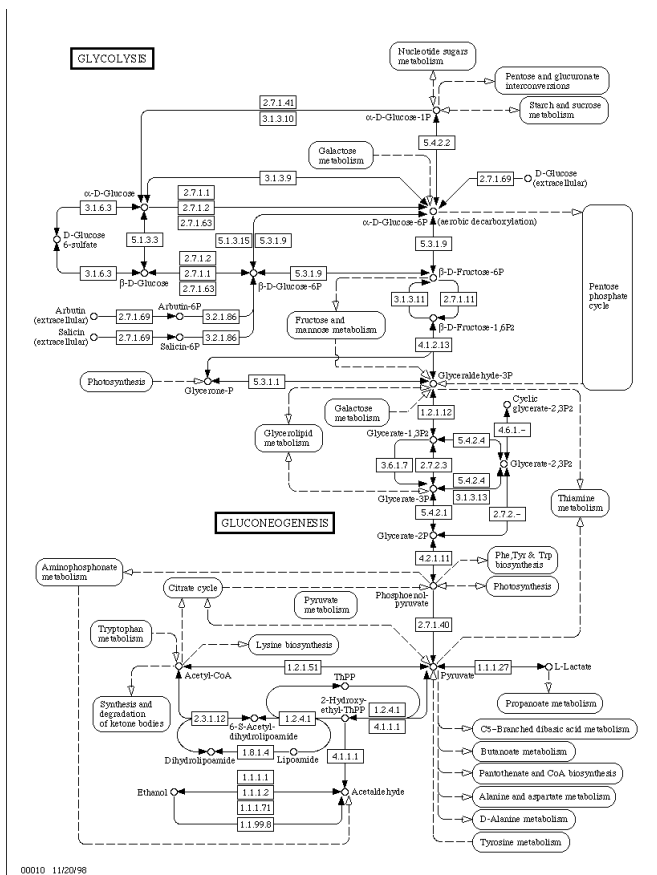 GLYCOLYSIS
Nucleotide sugars
metabolism
Pentose and glucuronate
interconversions
Starch and sucrose
metabolism
2.7.1.41
3.1.3.10
α-D-Glucose-1P
5.4.2.2
Galactose
metabolism
3.1.3.9
2.7.1.69
D-Glucose
(extracellular)
α-D-Glucose
3.1.6.3
2.7.1.1
2.7.1.2
2.7.1.63
α-D-Glucose-6P
(aerobic decarboxylation)
D-Glucose
6-sulfate
5.1.3.3
5.1.3.15
5.3.1.9
5.3.1.9
3.1.6.3
β-D-Glucose
2.7.1.2
2.7.1.1
2.7.1.63
β-D-Glucose-6P
5.3.1.9
β-D-Fructose-6P
Pentose
phosphate
cycle
3.1.3.11
2.7.1.11
Arbutin
(extracellular)
2.7.1.69
Arbutin-6P
3.2.1.86
Salicin
(extracellular)
2.7.1.69
Salicin-6P
3.2.1.86
Fructose and
mannose metabolism
β-D-Fructose-1,6P2
4.1.2.13
Photosynthesis
Glycerone-P
5.3.1.1
Glyceraldehyde-3P
Galactose
metabolism
1.2.1.12
Cyclic
glycerate-2,3P2
Glycerolipid
metabolism
Glycerate-1,3P2
5.4.2.4
4.6.1.-
3.6.1.7
2.7.2.3
Glycerate-2,3P2
5.4.2.4
3.1.3.13
Glycerate-3P
Thiamine
metabolism
GLUCONEOGENESIS
5.4.2.1
2.7.2.-
Glycerate-2P
4.2.1.11
Phe,Tyr & Trp
biosynthesis
Aminophosphonate
metabolism
Citrate cycle
Photosynthesis
Pyruvate
metabolism
Phosphoenol-
pyruvate
2.7.1.40
Tryptophan
metabolism
Lysine biosynthesis
Acetyl-CoA
1.2.1.51
Pyruvate
1.1.1.27
L-Lactate
ThPP
Synthesis and
degradation
of ketone bodies
Propanoate metabolism
2.3.1.12
6-S-Acetyl-
dihydrolipoamide
1.2.4.1
2-Hydroxy-
ethyl-ThPP
1.2.4.1
4.1.1.1
C5-Branched dibasic acid metabolism
Dihydrolipoamide
1.8.1.4
Lipoamide
4.1.1.1
Butanoate metabolism
Pantothenate and CoA biosynthesis
Ethanol
1.1.1.1
1.1.1.2
1.1.1.71
1.1.99.8
Acetaldehyde
Alanine and aspartate metabolism
D-Alanine metabolism
Tyrosine metabolism
00010 11/20/98